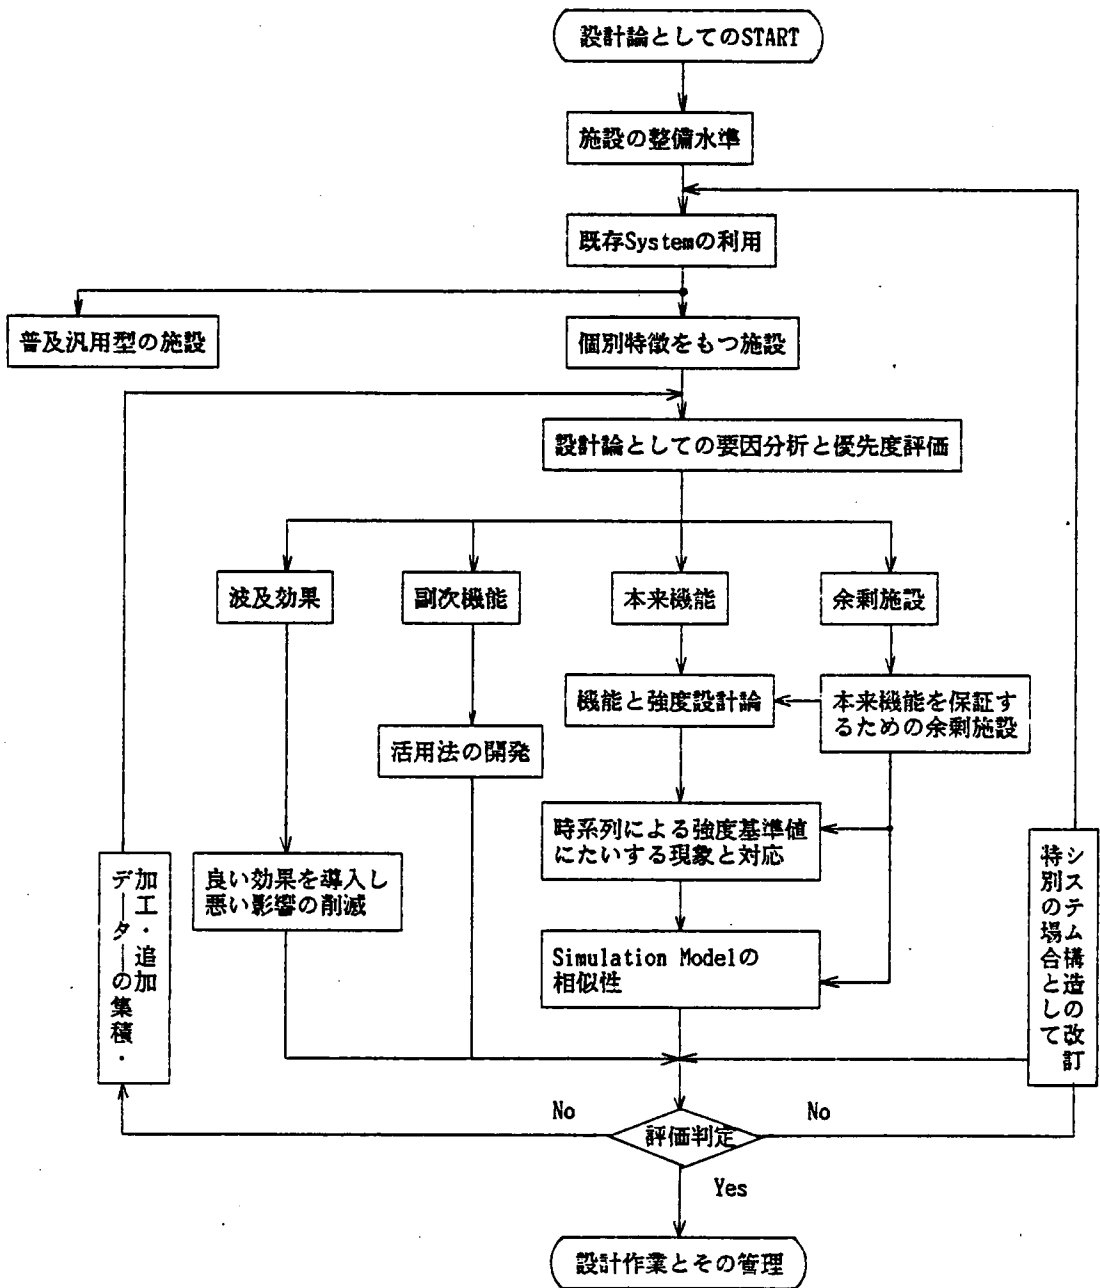 設計論としてのSTART
施設の整備水準
既存Systemの利用
普及汎用型の施設
個別特徴をもつ施設
設計論としての要因分析と優先度評価
波及効果
副次機能
本来機能
余剰施設
機能と強度設計論
本来機能を保証す
るための余剰施設
活用法の開発
時系列による強度基準値
にたいする現象と対応
良い効果を導入し
悪い影響の削減
Simulation Modelの
相似性
加工・追加
データーの集積・
システム構造の改訂
特別の場合として
No
No
評価判定
Yes
設計作業とその管理